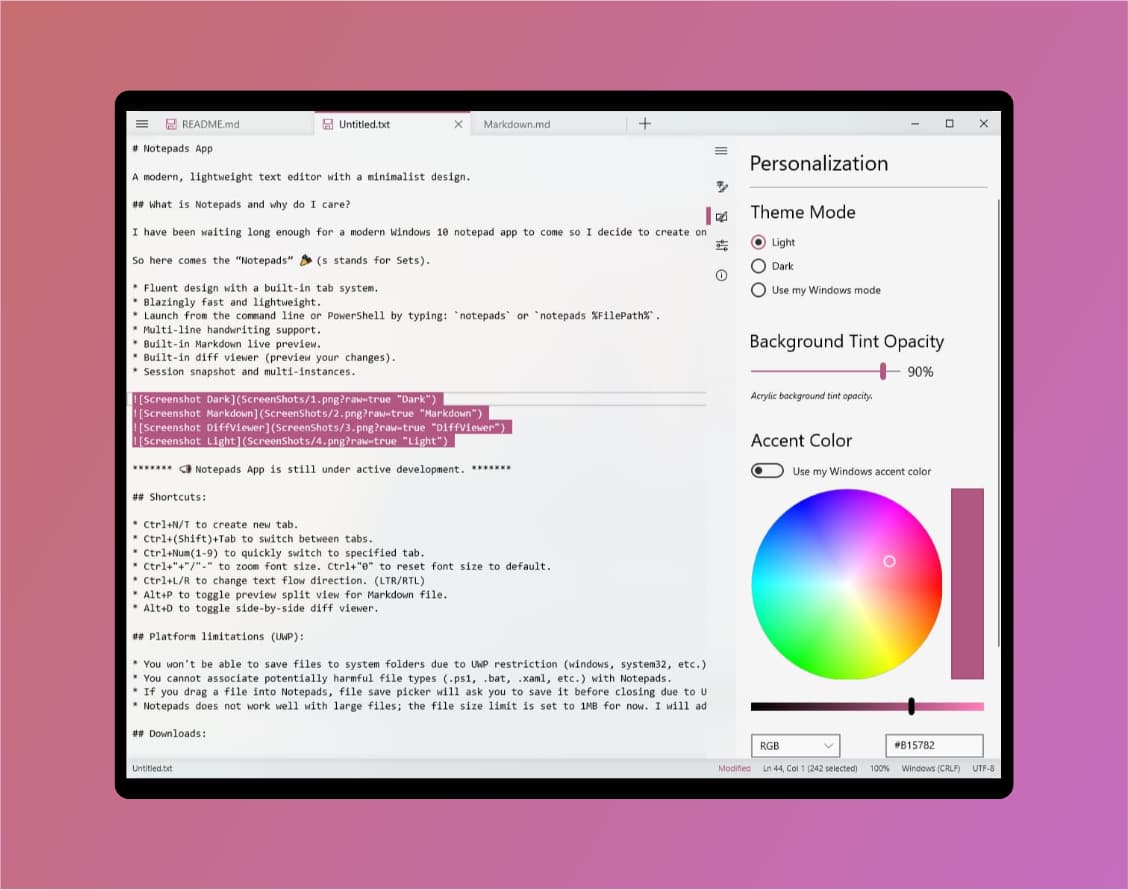 README.md
Untitled.txt
Markdown.md
# Notepads App
A modern, lightweight text editor with a minimalist design.
## What is Notepads and why do I care?
I have been waiting long enough for a modern Windows 10 notepad app to come so I decide to create on
So here comes the “Notepads” 🎉 (s stands for Sets).
* Fluent design with a built-in tab system.
* Blazingly fast and lightweight.
* Launch from the command line or PowerShell by typing: `notepads` or `notepads %FilePath%`.
* Multi-line handwriting support.
* Built-in Markdown live preview.
* Built-in diff viewer (preview your changes).
* Session snapshot and multi-instances.
![Screenshot Dark](ScreenShots/1.png?raw=true "Dark")
![Screenshot Markdown](ScreenShots/2.png?raw=true "Markdown")
![Screenshot DiffViewer](ScreenShots/3.png?raw=true "DiffViewer")
![Screenshot Light](ScreenShots/4.png?raw=true "Light")
******* 📣 Notepads App is still under active development. *******
## Shortcuts:
* Ctrl+N/T to create new tab.
* Ctrl+(Shift)+Tab to switch between tabs.
* Ctrl+Num(1-9) to quickly switch to specified tab.
* Ctrl+"+"/"-" to zoom font size. Ctrl+"0" to reset font size to default.
* Ctrl+L/R to change text flow direction. (LTR/RTL)
* Alt+P to toggle preview split view for Markdown file.
* Alt+D to toggle side-by-side diff viewer.
## Platform limitations (UWP):
* You won't be able to save files to system folders due to UWP restriction (windows, system32, etc.)
* You cannot associate potentially harmful file types (.ps1, .bat, .xaml, etc.) with Notepads.
* If you drag a file into Notepads, file save picker will ask you to save it before closing due to U
* Notepads does not work well with large files; the file size limit is set to 1MB for now. I will ad
## Downloads:
Personalization
Theme Mode
Light
Dark
Use my Windows mode
Background Tint Opacity
90%
Acrylic background tint opacity.
Accent Color
Use my Windows accent color
RGB
#B15782
Untitled.txt
Modified
Ln 44, Col 1 (242 selected)
100%
Windows (CRLF)
UTF-8